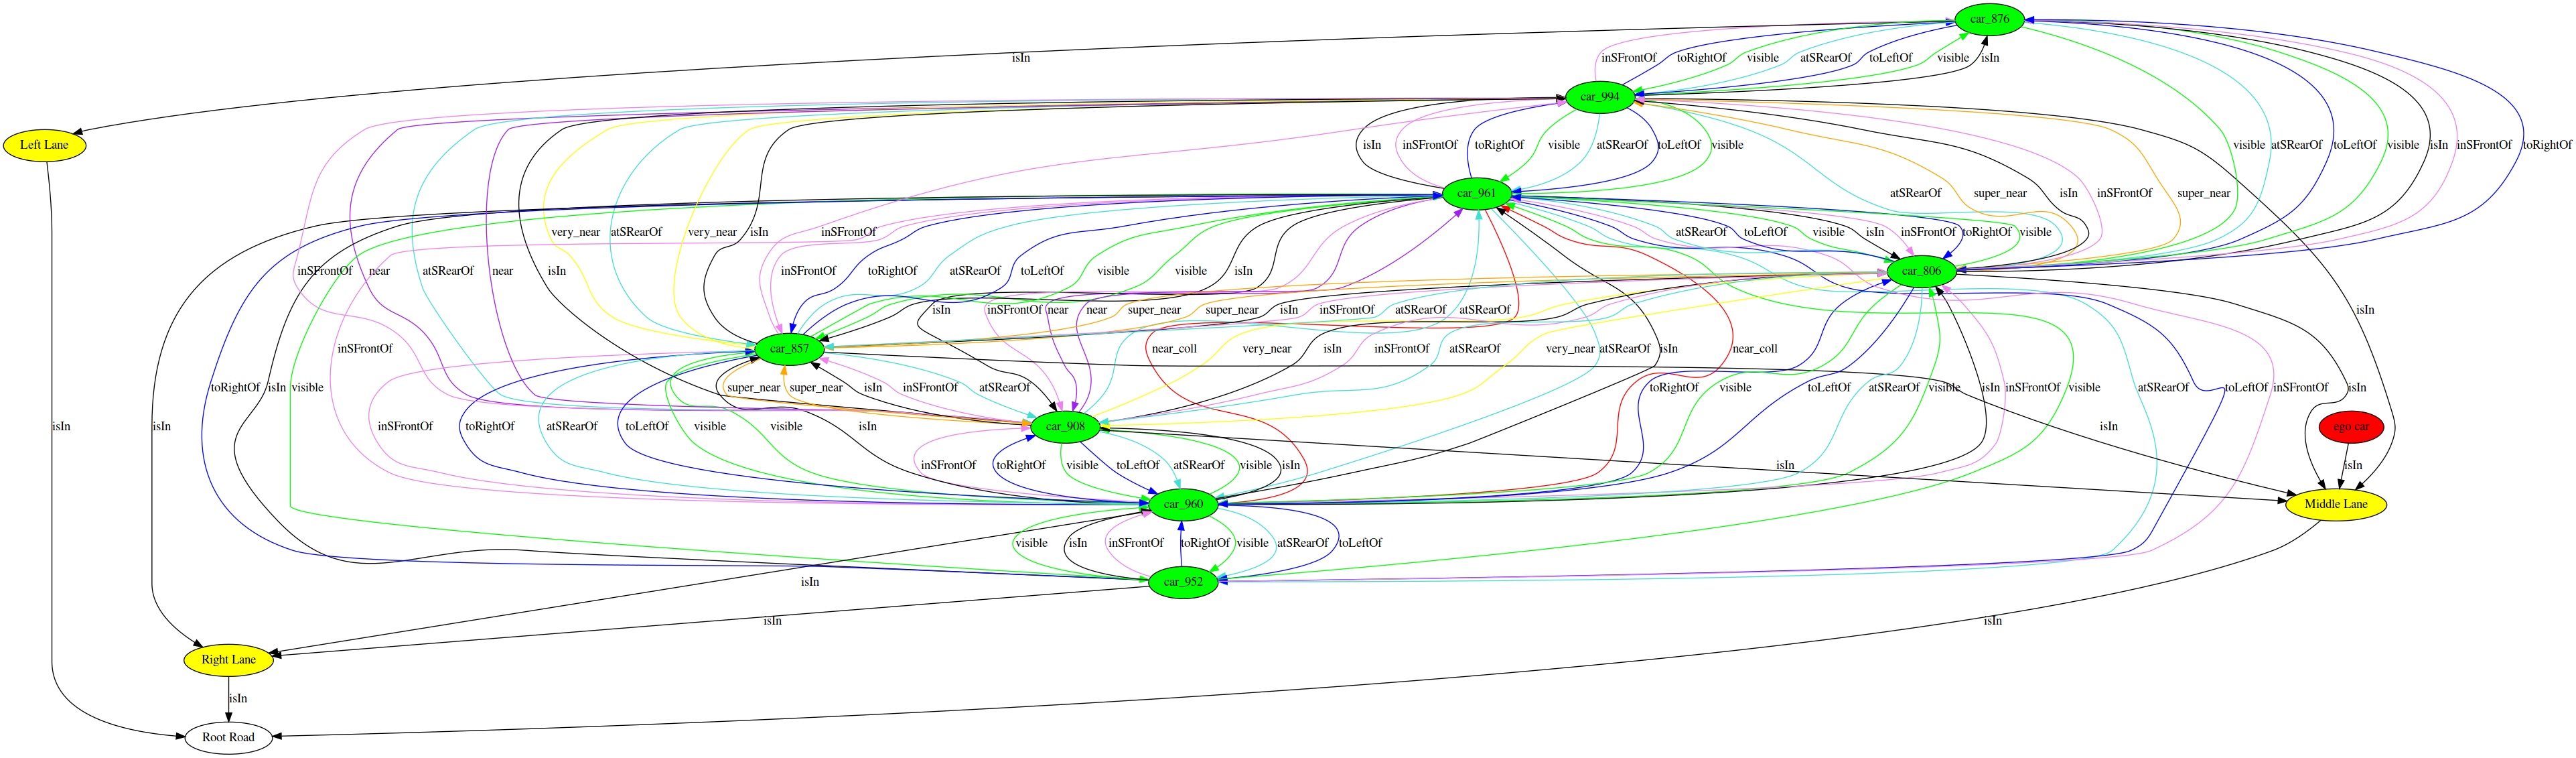 car_876
isIn inSFrontOf toRightOf visible atSRearOf toLeftOf visible isIn
car_994
Left Lane isIn inSFrontOf toRightOf visible atSRearOf toLeftOf visible visible atSRearOf toLeftOf visible isIn inSFrontOf toRightOf
car_961 atSRearOf super_near isIn inSFrontOf super_near
very_near atSRearOf very_near isIn inSFrontOf atSRearOf toLeftOf visible isIn inSFrontOf toRightOf visible
inSFrontOf near atSRearOf near isIn inSFrontOf toRightOf atSRearOf toLeftOf visible visible isIn car_806
isIn inSFrontOf near near super_near super_near isIn inSFrontOf atSRearOf atSRearOf isIn
inSFrontOf car_857 near_coll very_near isIn inSFrontOf atSRearOf very_near atSRearOf isIn near_coll
toRightOf isIn visible super_near super_near isIn inSFrontOf atSRearOf toRightOf visible toLeftOf atSRearOf visible isIn inSFrontOf visible atSRearOf toLeftOf inSFrontOf isIn
isIn isIn inSFrontOf toRightOf atSRearOf toLeftOf visible visible isIn car_908 isIn ego car
inSFrontOf toRightOf visible toLeftOf atSRearOf visible isIn isIn isIn
car_960 Middle Lane
visible isIn inSFrontOf toRightOf visible atSRearOf toLeftOf
isIn car_952
isIn isIn
Right Lane
isIn
Root Road